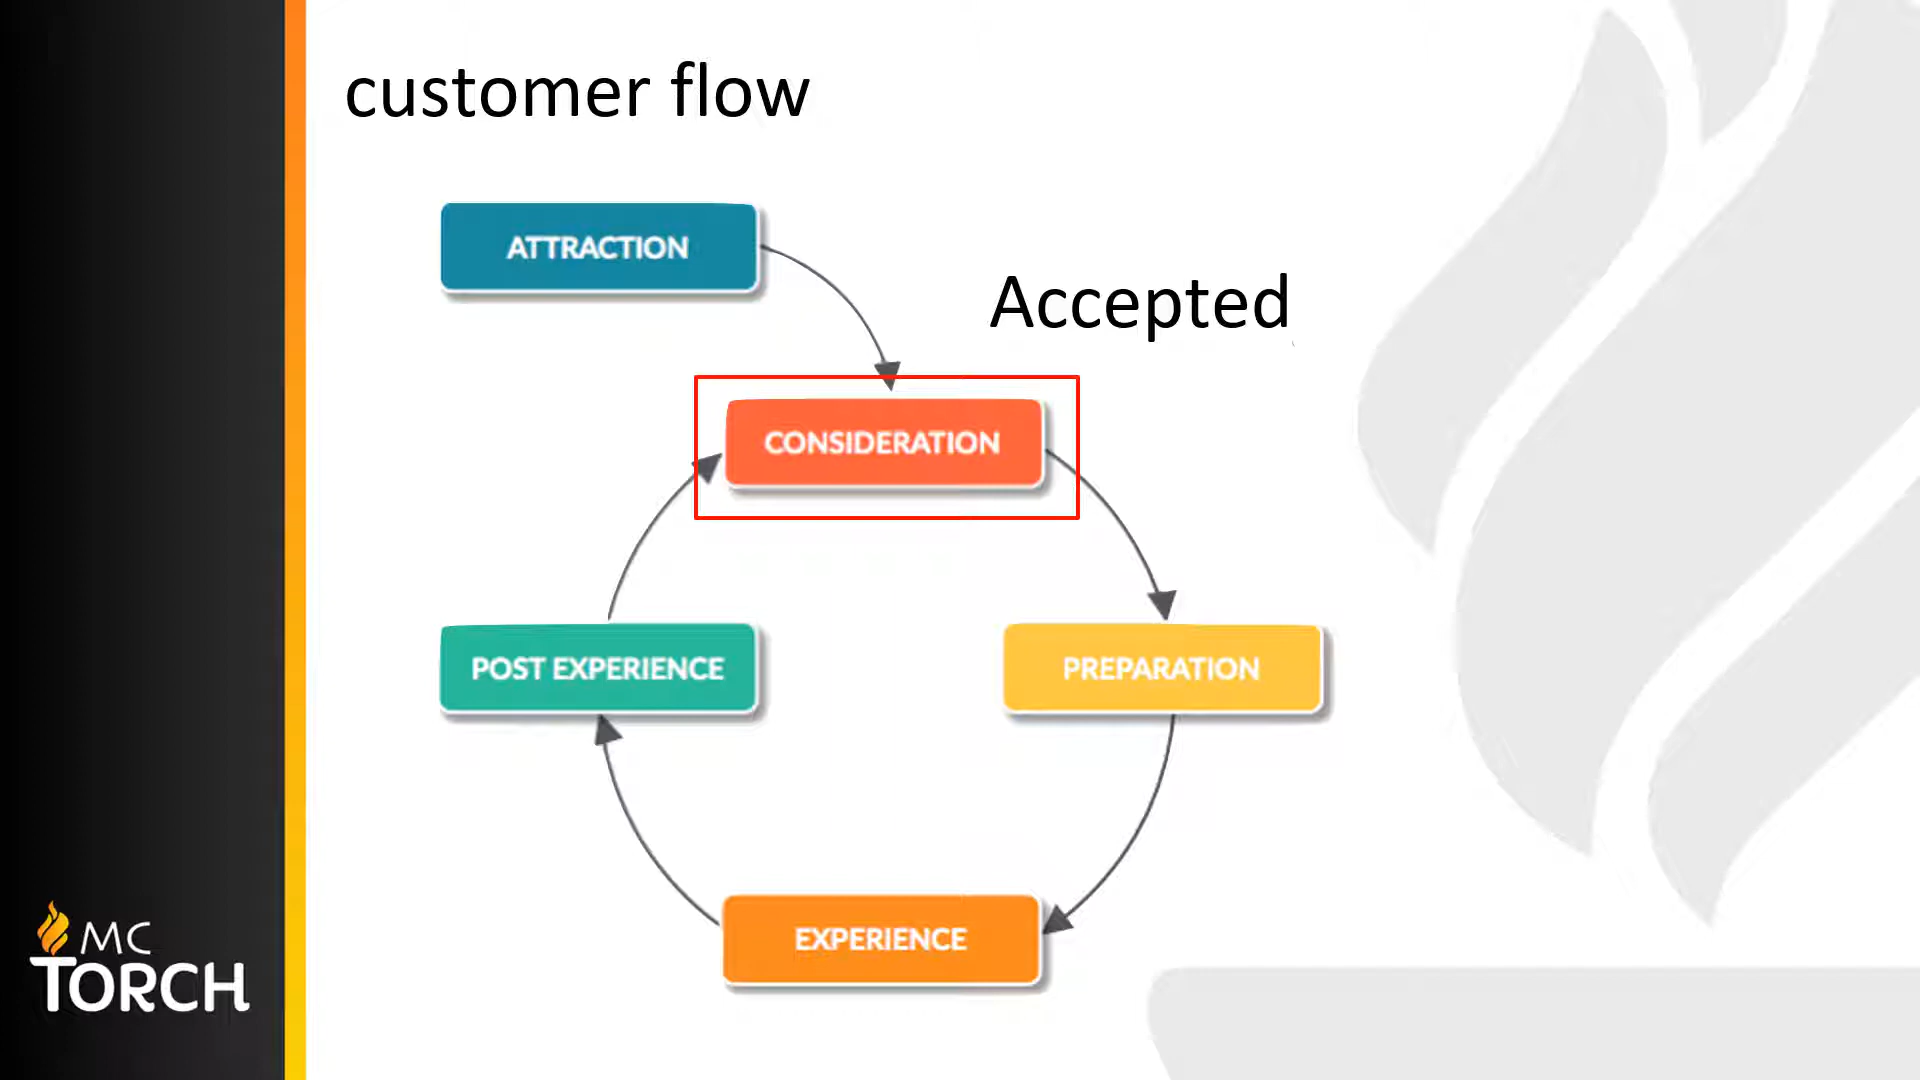 customer flow
ATTRACTION
Accepted
CONSIDERATION
POST EXPERIENCE
PREPARATION
EXPERIENCE
MC
TORCH